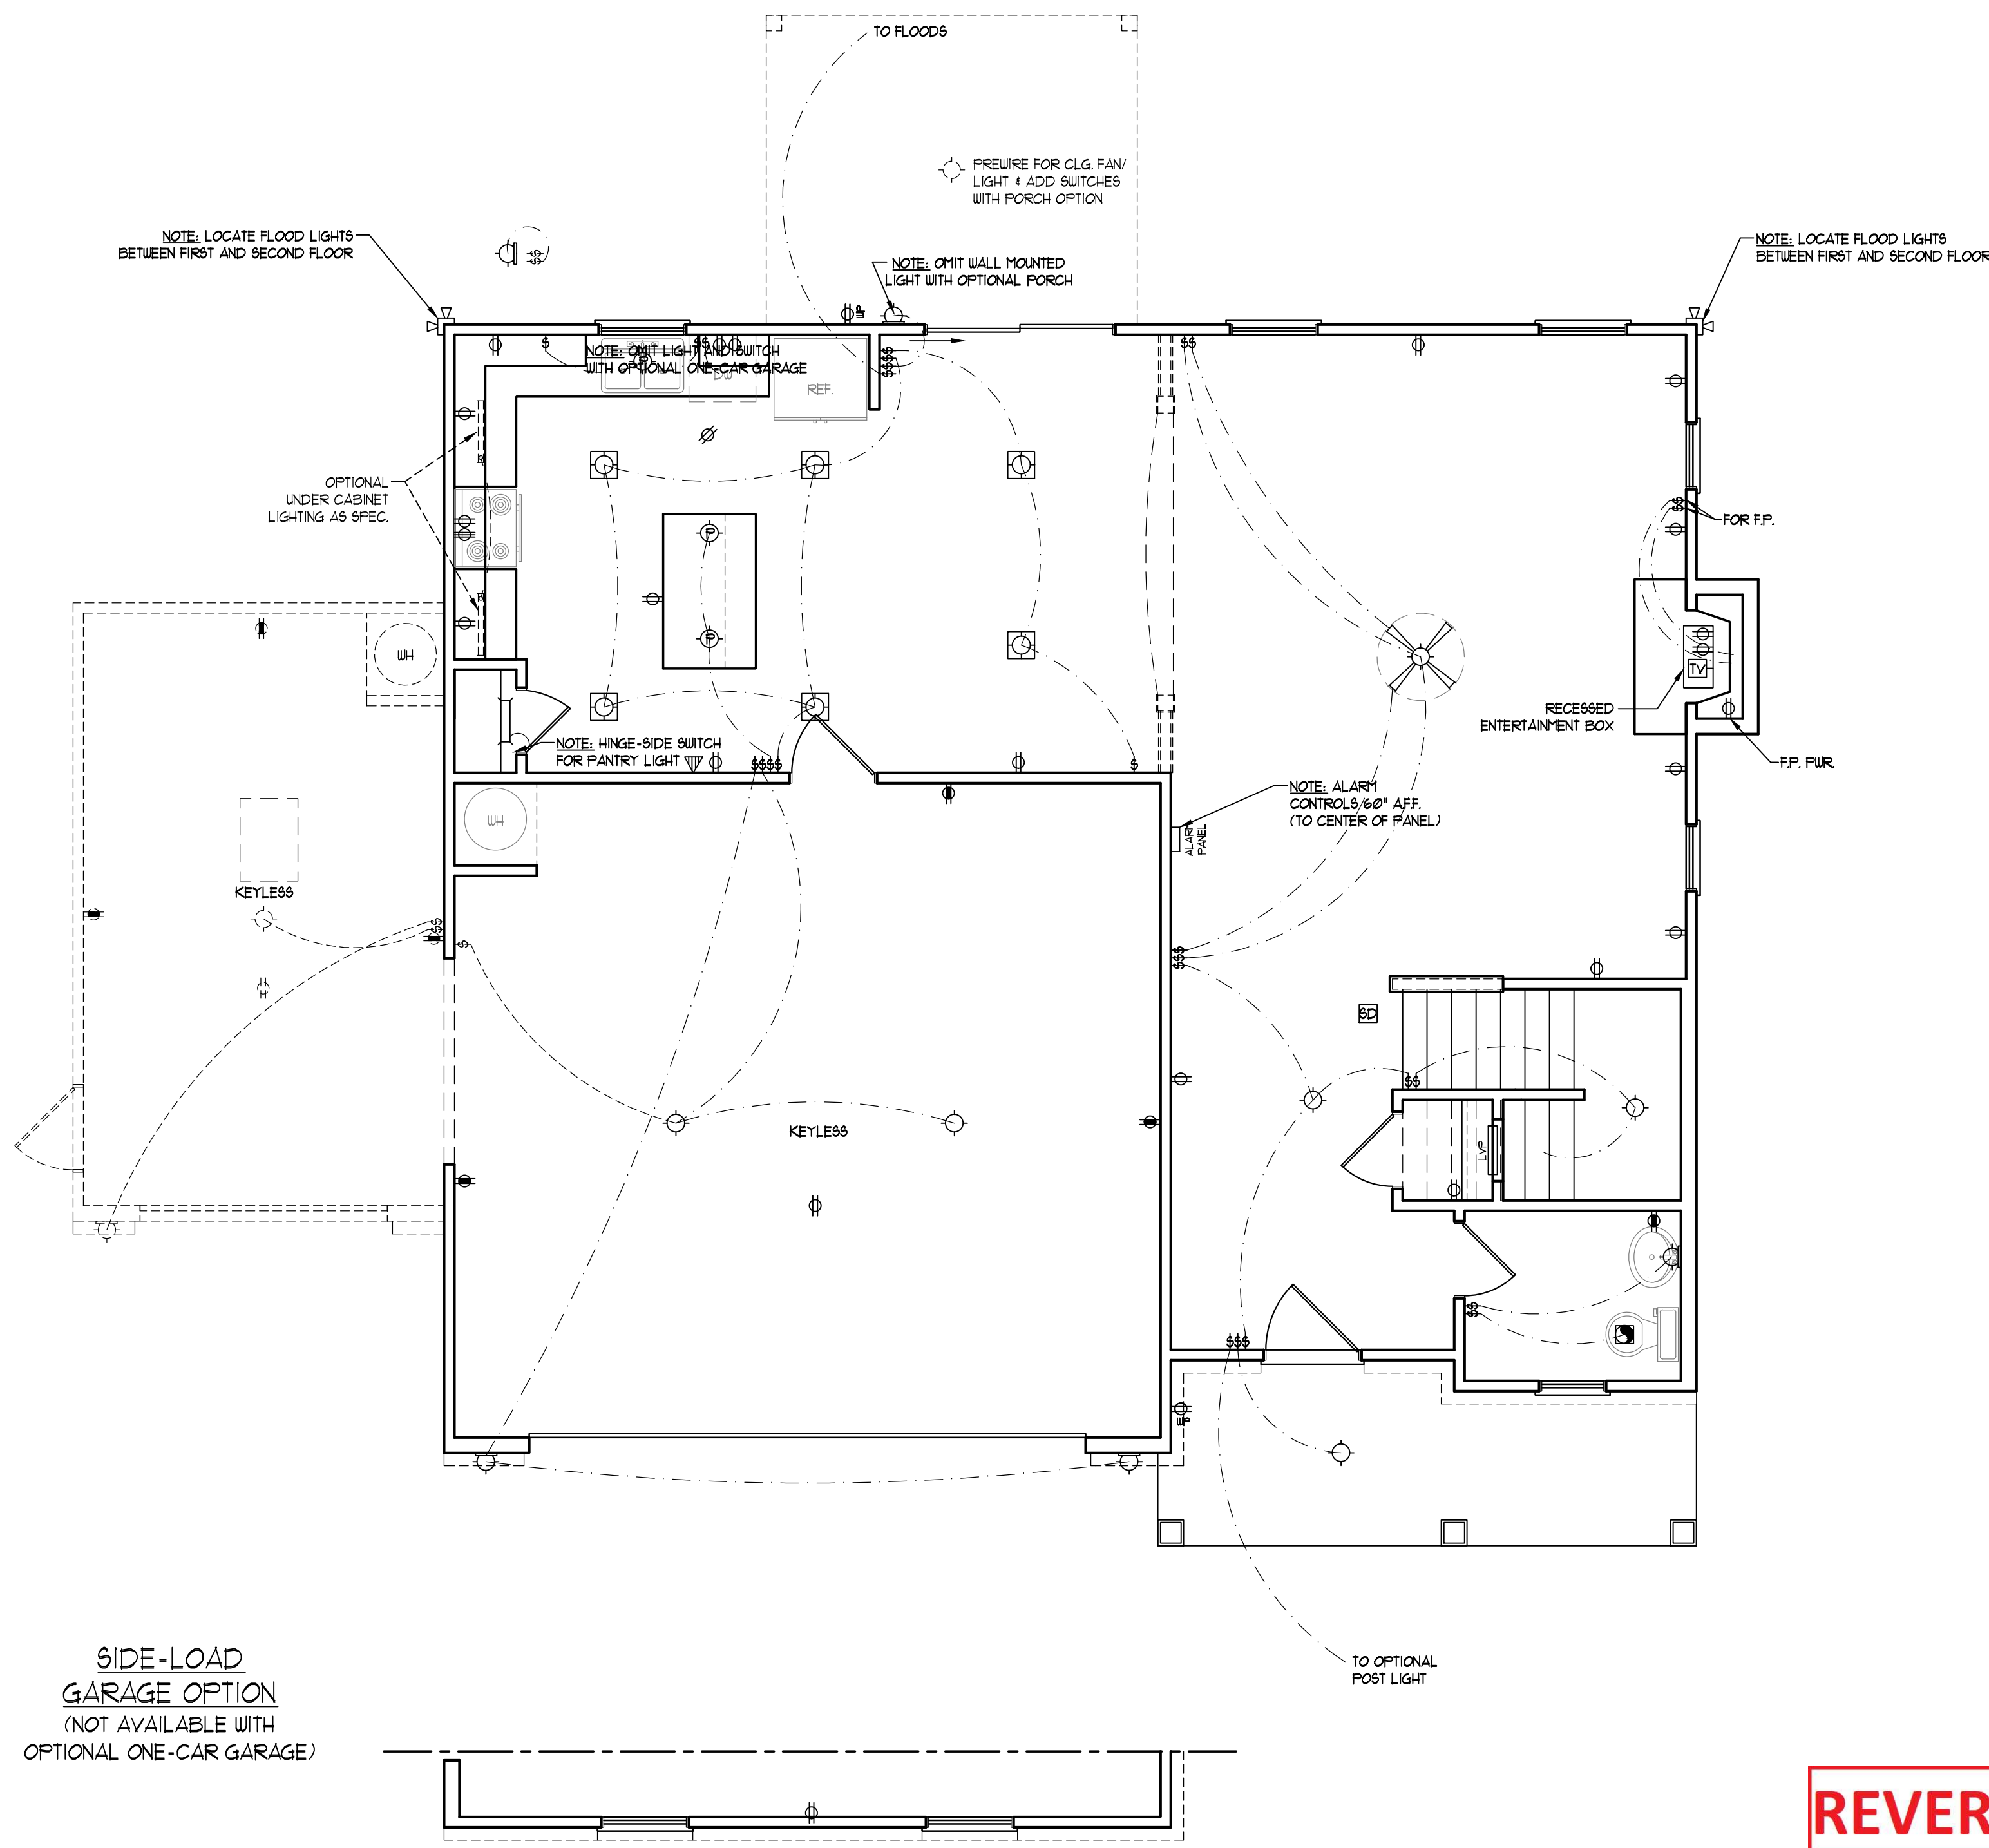 TO FLOODS
PREWIRE FOR CLG. FAN/
LIGHT & ADD SWITCHES
WITH PORCH OPTION
NOTE: LOCATE FLOOD LIGHTS
BETWEEN FIRST AND SECOND FLOOR
$$
NOTE: OMIT WALL MOUNTED
LIGHT WITH OPTIONAL PORCH
NOTE: LOCATE FLOOD LIGHTS
BETWEEN FIRST AND SECOND FLOOR
WP
$
$$
NOTE: OMIT LIGHT AND SWITCH
WITH OPTIONAL ONE-CAR GARAGE
DW
REF.
$$$$
$$
OPTIONAL
UNDER CABINET
LIGHTING AS SPEC.
$$
FOR F.P.
P
P
WH
TV
RECESSED
ENTERTAINMENT BOX
F.P. PWR.
NOTE: HINGE-SIDE SWITCH
FOR PANTRY LIGHT
$$$$
$
NOTE: ALARM
CONTROLS/60" A.F.F.
(TO CENTER OF PANEL)
ALARM
PANEL
WH
KEYLESS
$$
$
$$$
SD
$$
KEYLESS
LVP
$$
$$$
WP
TO OPTIONAL
POST LIGHT
SIDE-LOAD
GARAGE OPTION
(NOT AVAILABLE WITH
OPTIONAL ONE-CAR GARAGE)
REVER